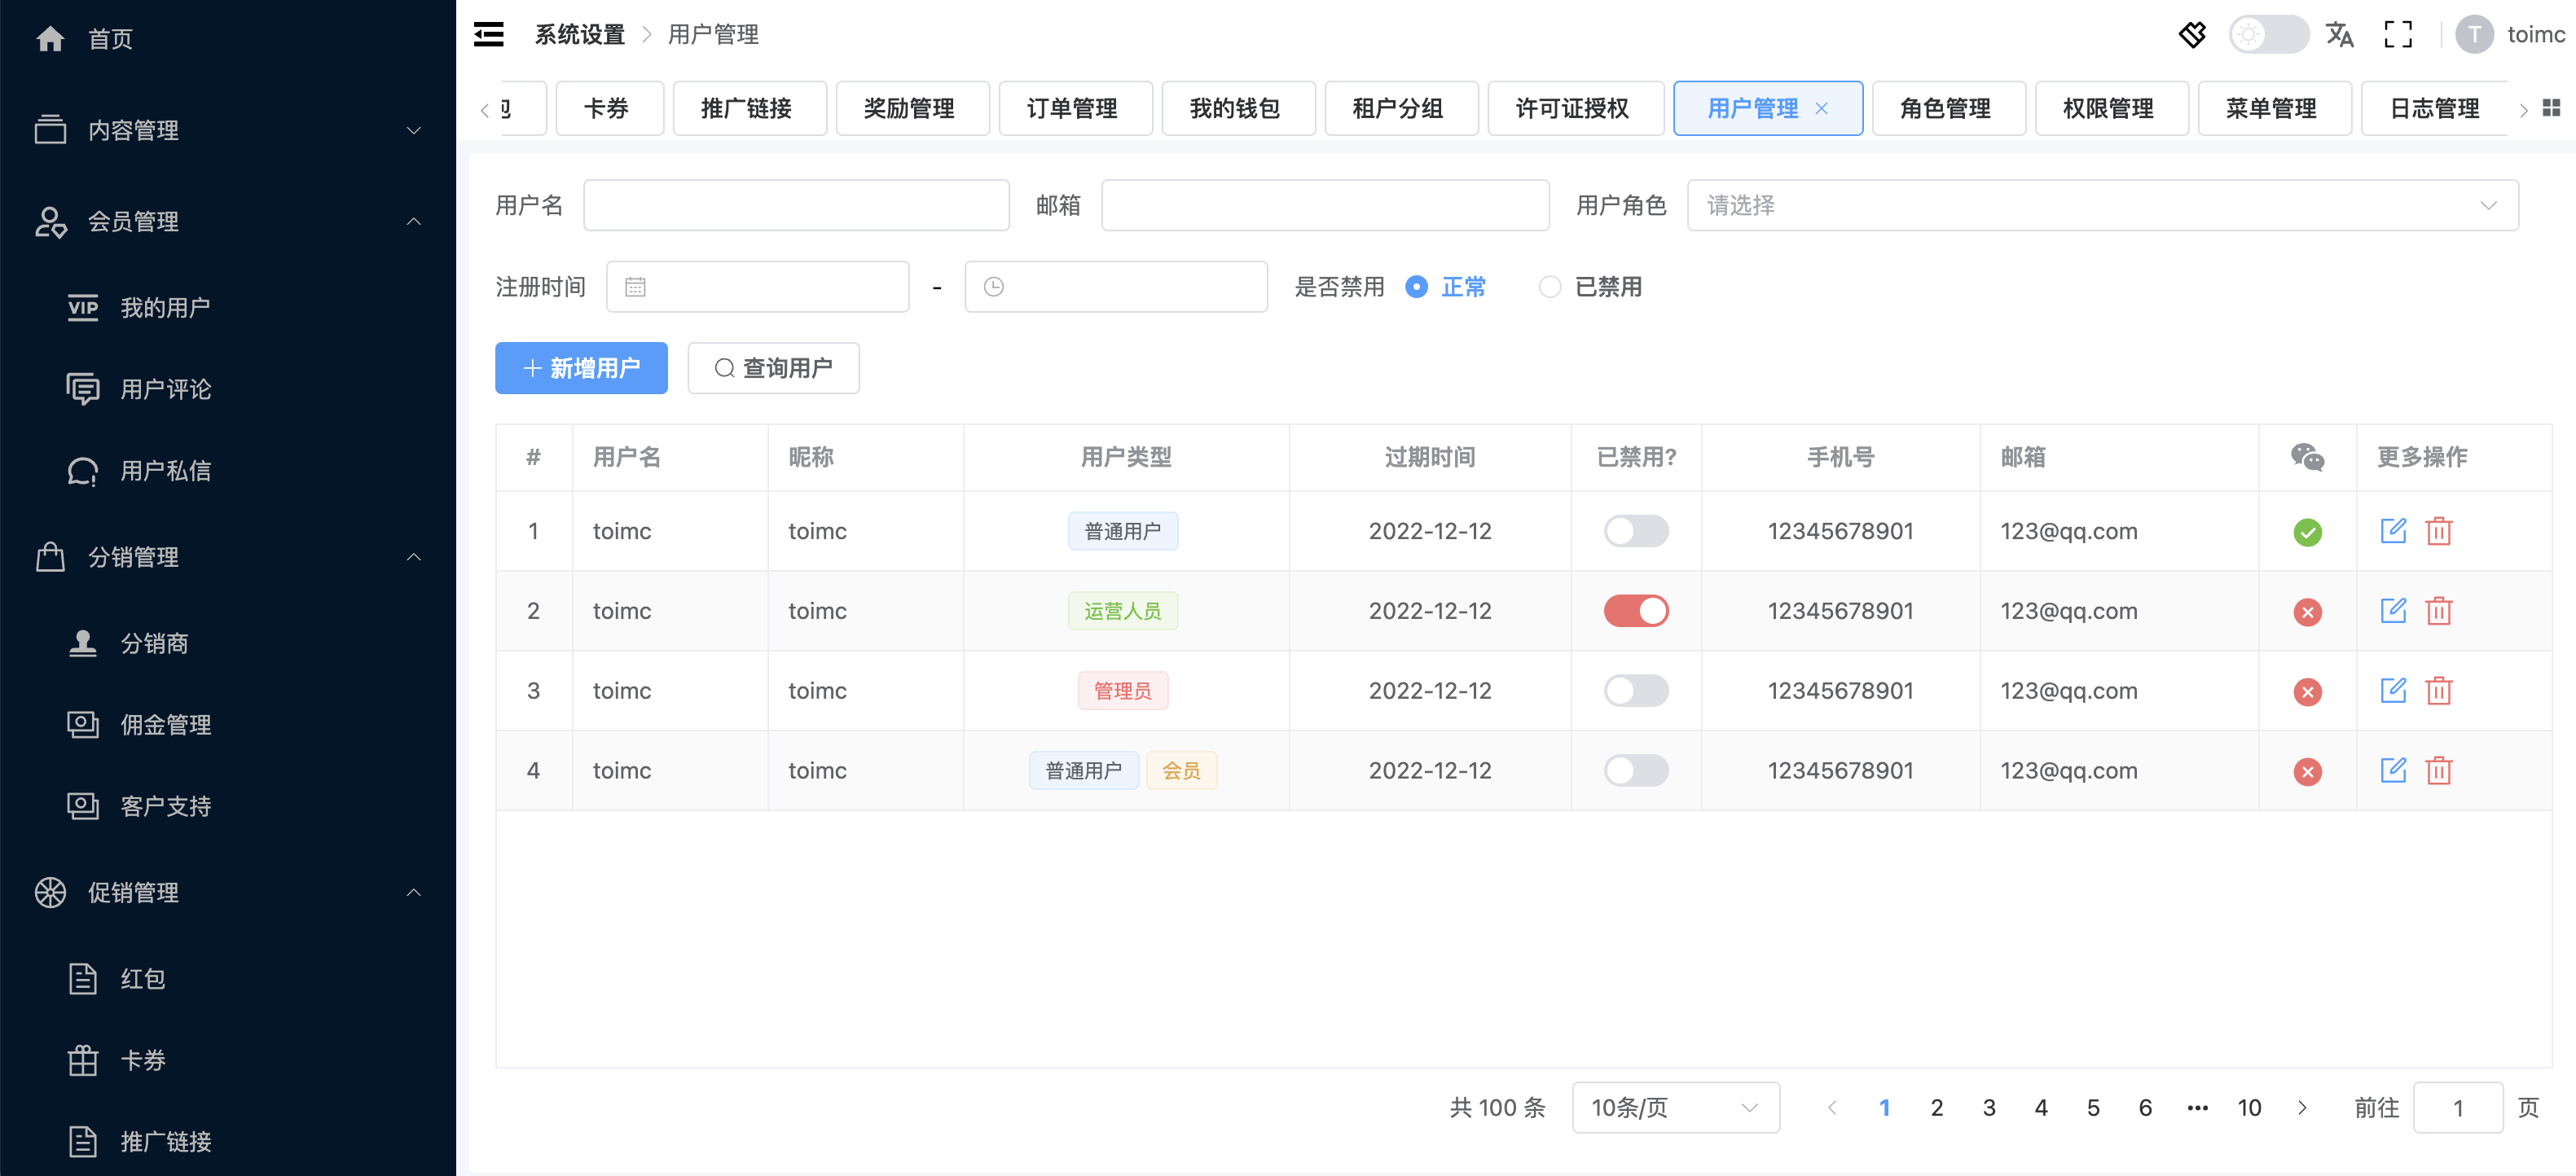 首页
内容管理
会员管理
VIP 我的用户
用户评论
用户私信
分销管理
分销商
佣金管理
客户支持
促销管理
红包
卡券
推广链接
系统设置 > 用户管理
T toimc
包 卡券 推广链接 奖励管理 订单管理 我的钱包 租户分组 许可证授权 用户管理 × 角色管理 权限管理 菜单管理 日志管理
用户名 邮箱 用户角色 请选择
注册时间 - 是否禁用 正常 已禁用
新增用户 查询用户
# 用户名 昵称 用户类型 过期时间 已禁用? 手机号 邮箱 更多操作
1 toimc toimc 普通用户 2022-12-12 12345678901 123@qq.com
2 toimc toimc 运营人员 2022-12-12 12345678901 123@qq.com
3 toimc toimc 管理员 2022-12-12 12345678901 123@qq.com
4 toimc toimc 普通用户 会员 2022-12-12 12345678901 123@qq.com
共 100 条 10条/页 1 2 3 4 5 6 ••• 10 前往 1 页